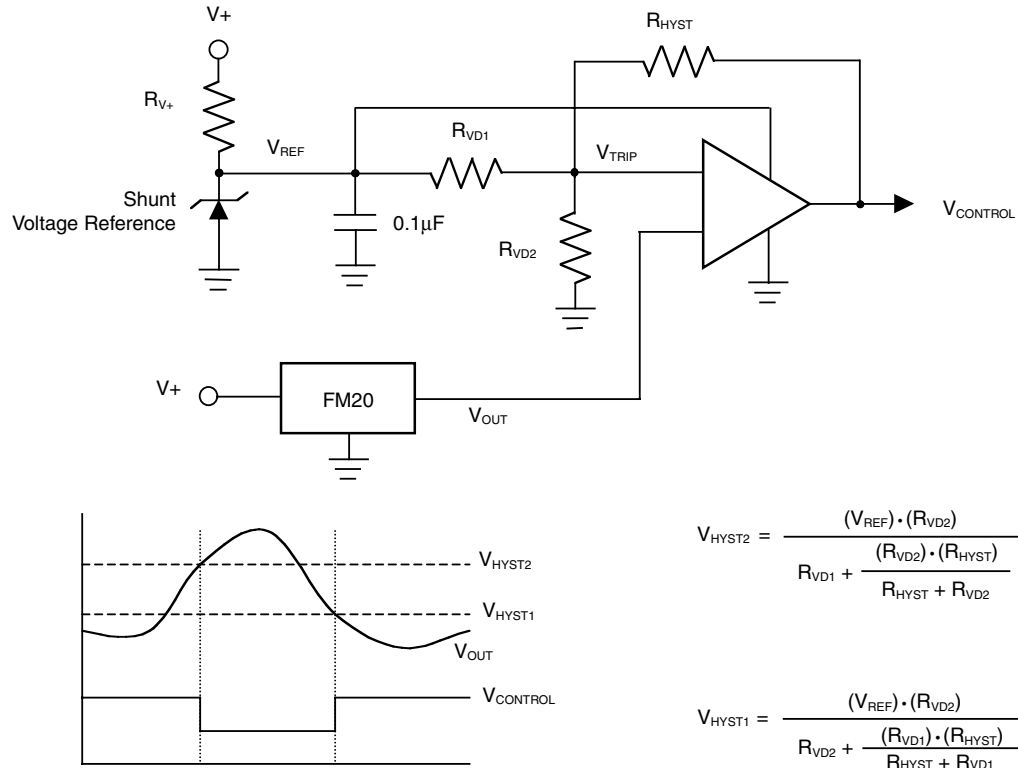 V+
RHYST
RV+
RVD1
VREF
VTRIP
Shunt
Voltage Reference
0.1µF
RVD2
VCONTROL
V+
FM20
VOUT
VHYST2
VHYST1
VOUT
VCONTROL
VHYST2 = (VREF)•(RVD2)
RVD1 + (RVD2)•(RHYST)
RHYST + RVD2
VHYST1 = (VREF)•(RVD2)
RVD2 + (RVD1)•(RHYST)
RHYST + RVD1